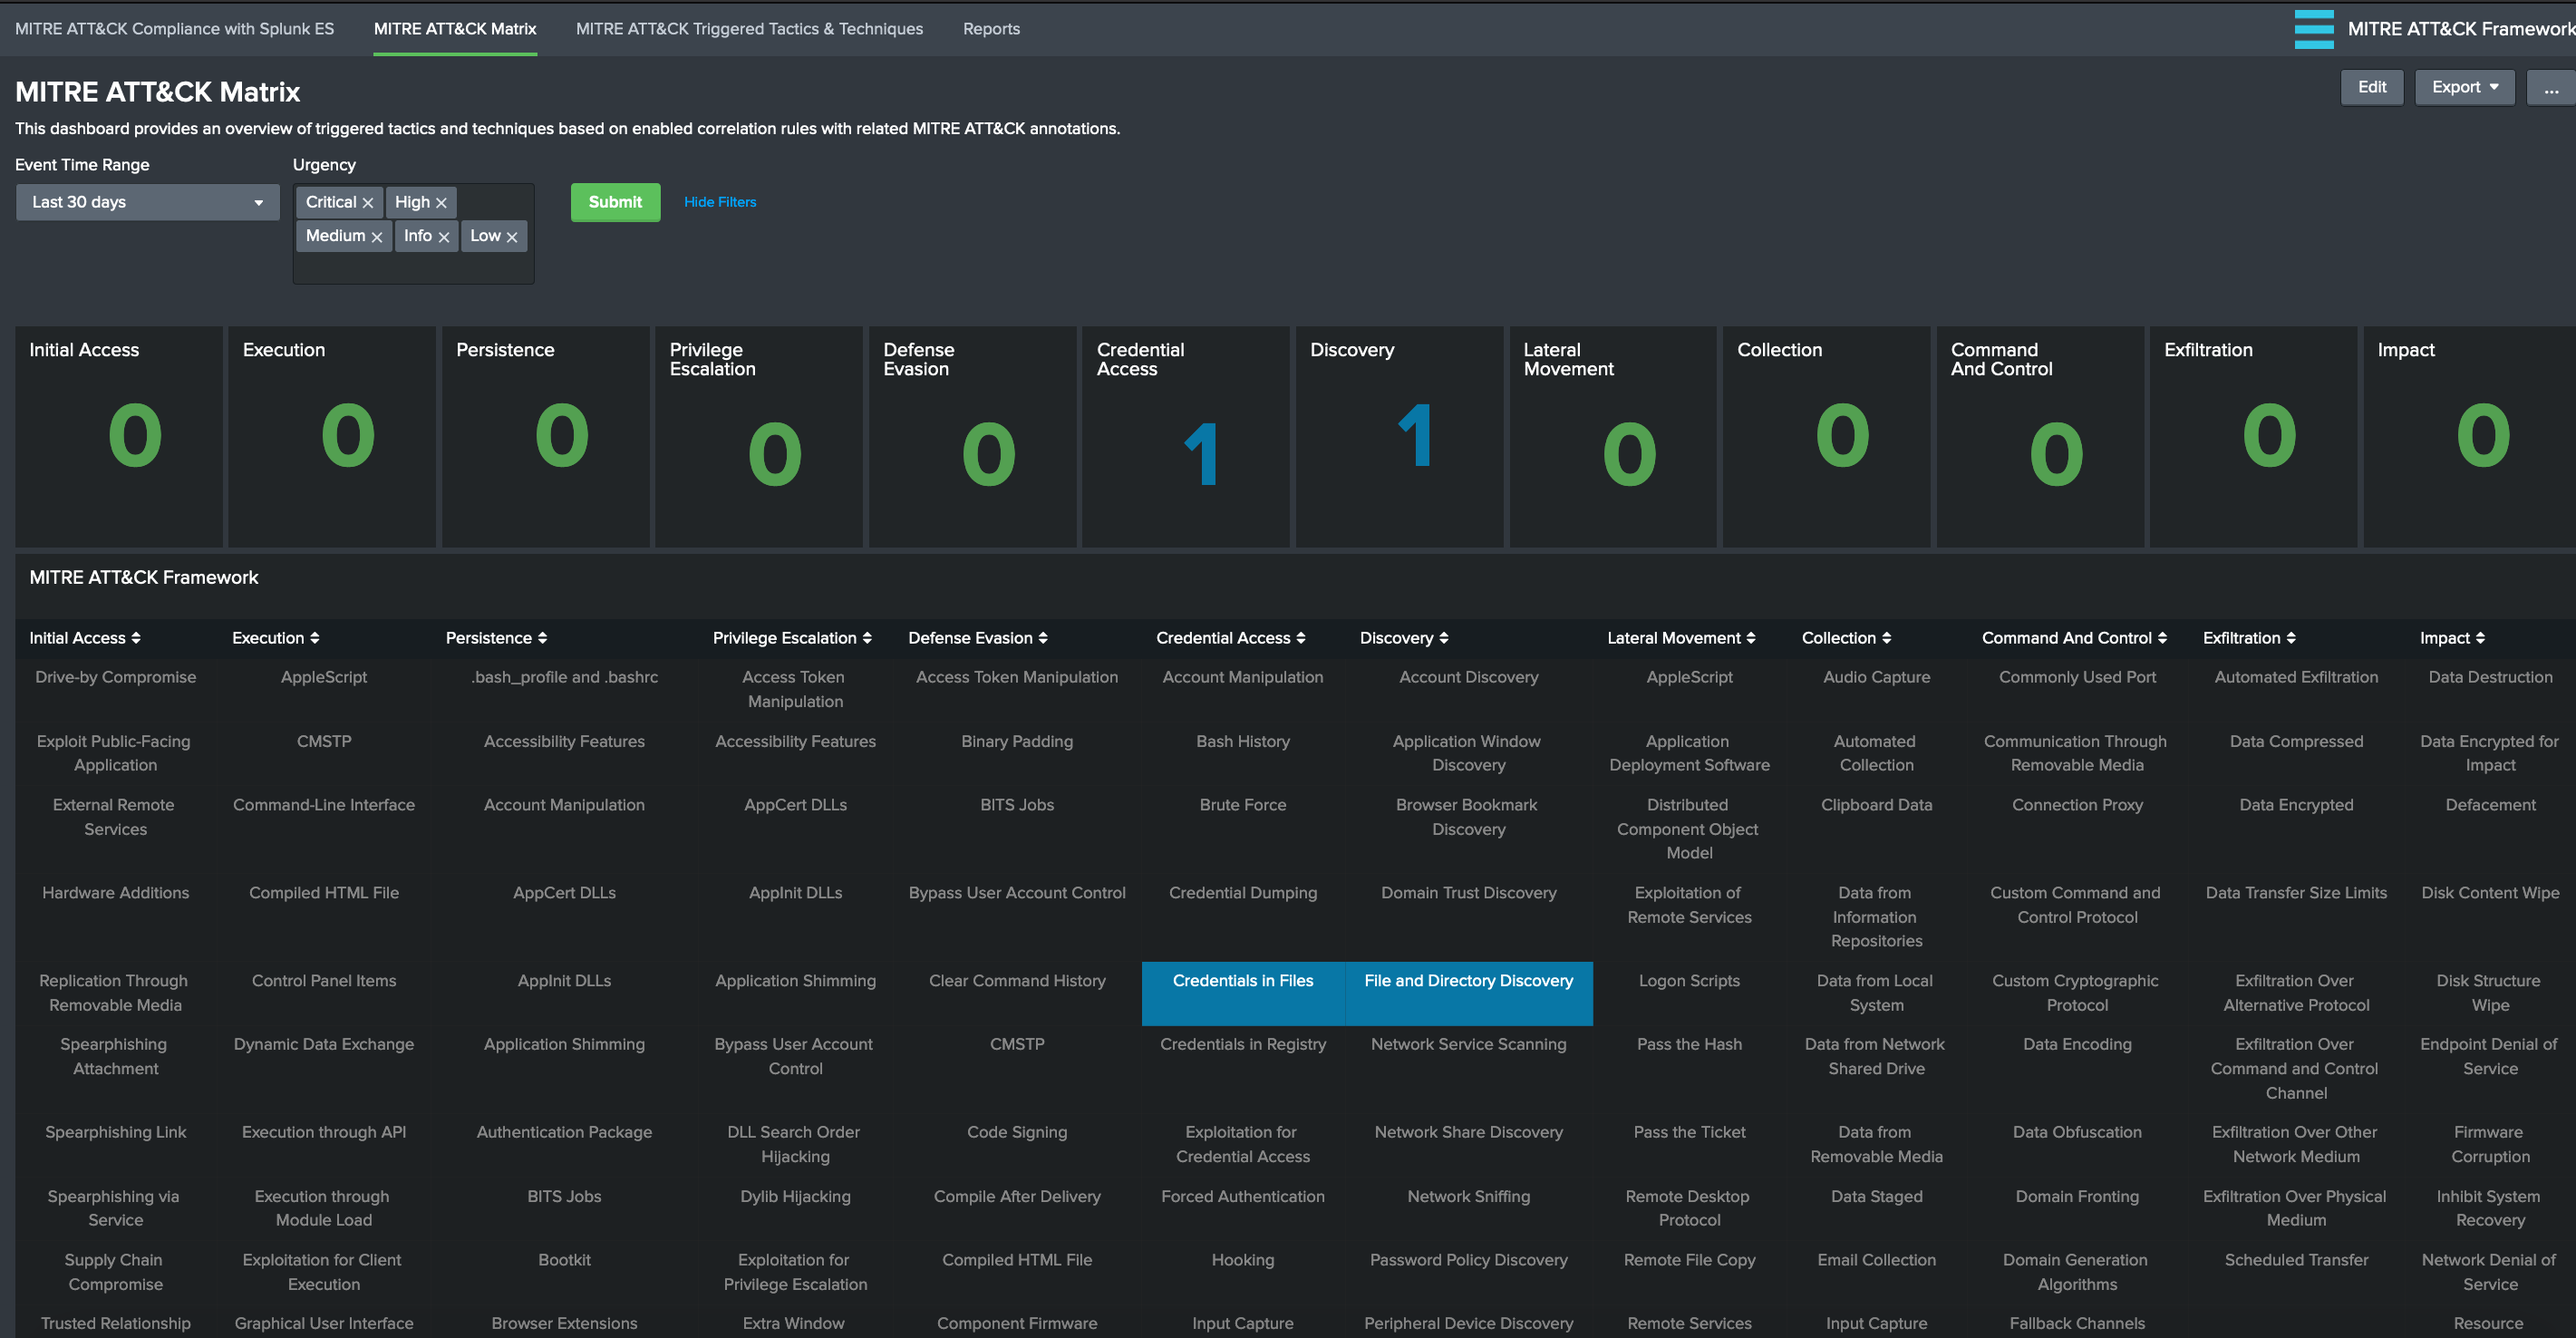 MITRE ATT&CK Compliance with Splunk ES MITRE ATT&CK Matrix MITRE ATT&CK Triggered Tactics & Techniques Reports MITRE ATT&CK Framework
MITRE ATT&CK Matrix Edit Export ...
This dashboard provides an overview of triggered tactics and techniques based on enabled correlation rules with related MITRE ATT&CK annotations.
Event Time Range Urgency
Last 30 days Critical High Submit Hide Filters
Medium Info Low
Initial Access
0
Execution
0
Persistence
0
Privilege
Escalation
0
Defense
Evasion
0
Credential
Access
1
Discovery
1
Lateral
Movement
0
Collection
0
Command
And Control
0
Exfiltration
0
Impact
0
MITRE ATT&CK Framework
Initial Access Execution Persistence Privilege Escalation Defense Evasion Credential Access Discovery Lateral Movement Collection Command And Control Exfiltration Impact
Drive-by Compromise AppleScript .bash_profile and .bashrc Access Token Access Token Manipulation Account Manipulation Account Discovery AppleScript Audio Capture Commonly Used Port Automated Exfiltration Data Destruction
Manipulation
Exploit Public-Facing CMSTP Accessibility Features Accessibility Features Binary Padding Bash History Application Window Application Automated Communication Through Data Compressed Data Encrypted for
Application Discovery Deployment Software Collection Removable Media Impact
External Remote Command-Line Interface Account Manipulation AppCert DLLs BITS Jobs Brute Force Browser Bookmark Distributed Clipboard Data Connection Proxy Data Encrypted Defacement
Services Discovery Component Object
Model
Hardware Additions Compiled HTML File AppCert DLLs AppInit DLLs Bypass User Account Control Credential Dumping Domain Trust Discovery Exploitation of Data from Custom Command and Data Transfer Size Limits Disk Content Wipe
Remote Services Information Control Protocol
Repositories
Replication Through Control Panel Items AppInit DLLs Application Shimming Clear Command History Credentials in Files File and Directory Discovery Logon Scripts Data from Local Custom Cryptographic Exfiltration Over Disk Structure
Removable Media System Protocol Alternative Protocol Wipe
Spearphishing Dynamic Data Exchange Application Shimming Bypass User Account CMSTP Credentials in Registry Network Service Scanning Pass the Hash Data from Network Data Encoding Exfiltration Over Endpoint Denial of
Attachment Control Shared Drive Command and Control Service
Channel
Spearphishing Link Execution through API Authentication Package DLL Search Order Code Signing Exploitation for Network Share Discovery Pass the Ticket Data from Data Obfuscation Exfiltration Over Other Firmware
Hijacking Credential Access Removable Media Network Medium Corruption
Spearphishing via Execution through BITS Jobs Dylib Hijacking Compile After Delivery Forced Authentication Network Sniffing Remote Desktop Data Staged Domain Fronting Exfiltration Over Physical Inhibit System
Service Module Load Protocol Medium Recovery
Supply Chain Exploitation for Client Bootkit Exploitation for Compiled HTML File Hooking Password Policy Discovery Remote File Copy Email Collection Domain Generation Scheduled Transfer Network Denial of
Compromise Execution Privilege Escalation Algorithms Service
Trusted Relationship Graphical User Interface Browser Extensions Extra Window Component Firmware Input Capture Peripheral Device Discovery Remote Services Input Capture Fallback Channels Resource